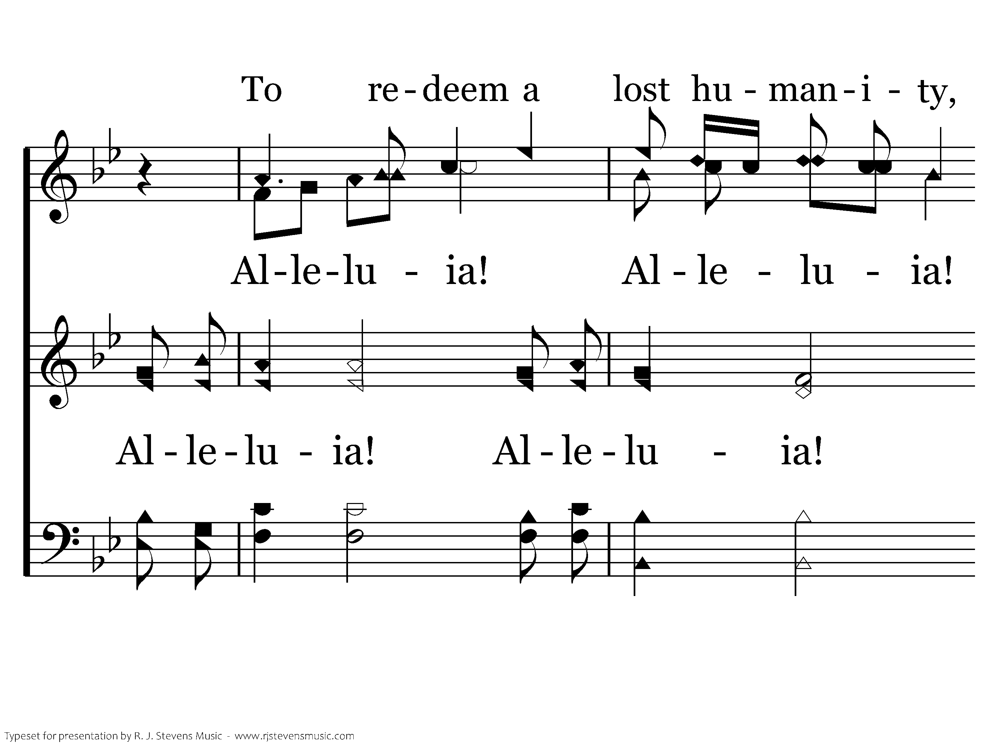 To re - deem a lost hu - man - i - ty,
Al - le - lu - ia! Al - le - lu - ia!
Al - le - lu - ia! Al - le - lu - ia!
Typeset for presentation by R. J. Stevens Music - www.rjstevensmusic.com